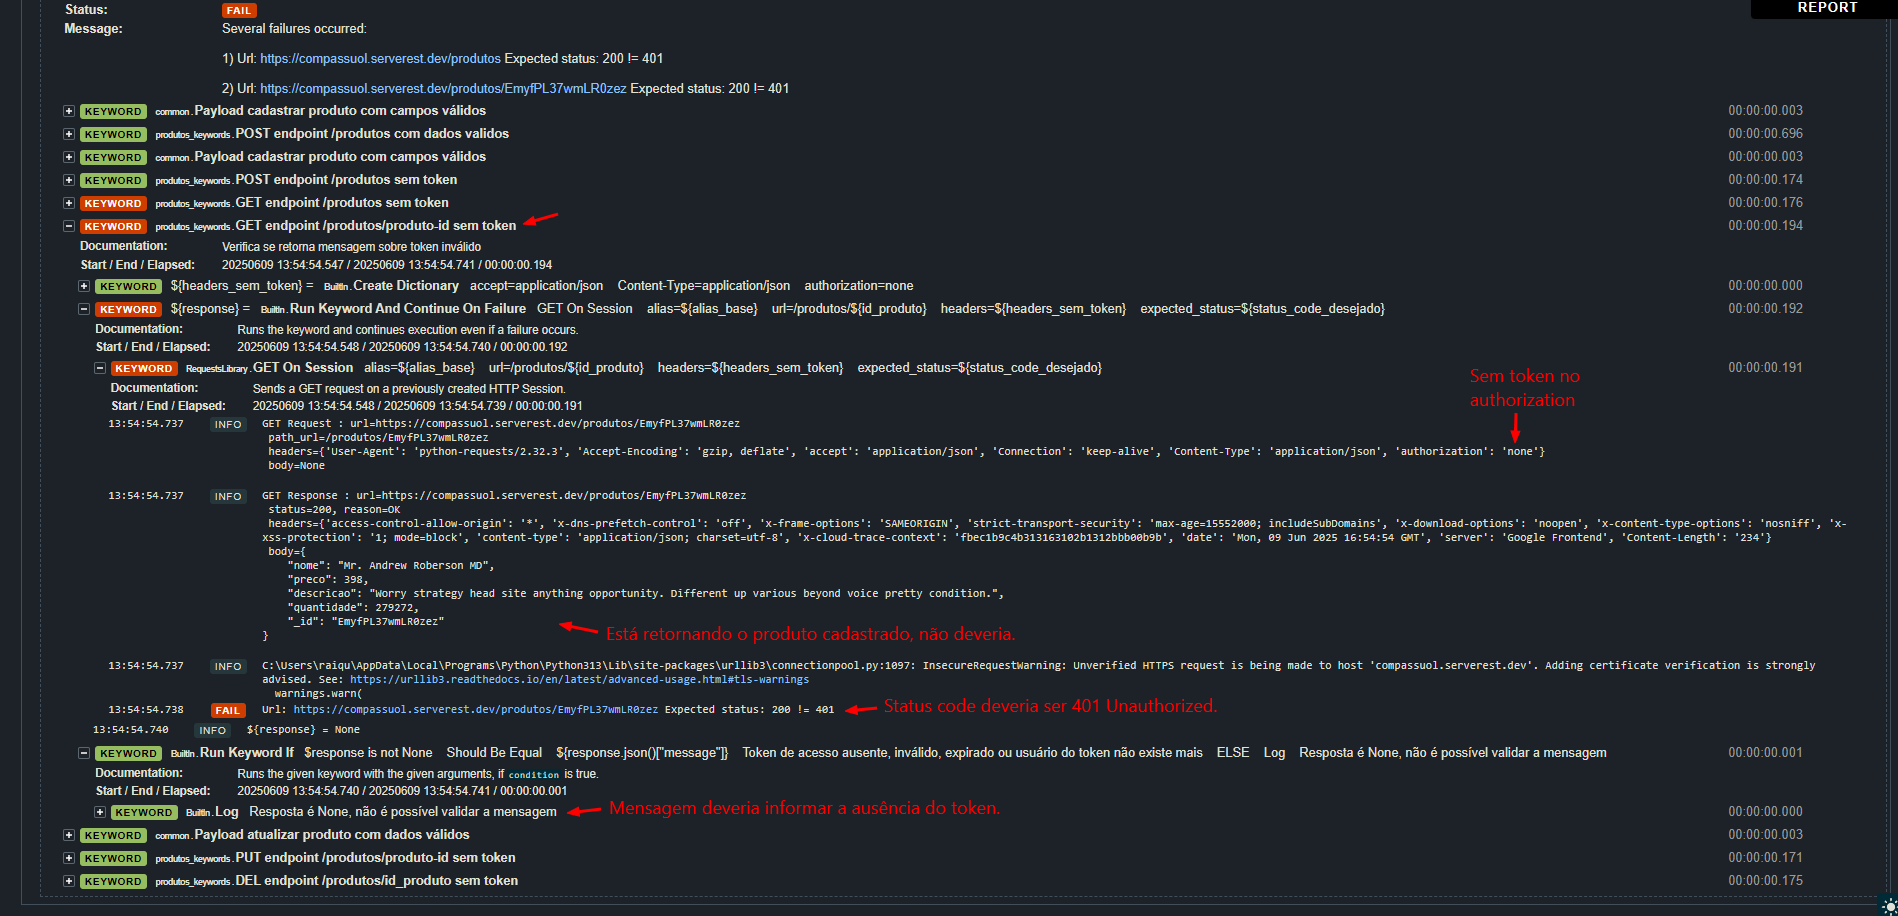 Status: FAIL
REPORT
Message: Several failures occurred:
1) Url: https://compassuol.serverest.dev/produtos Expected status: 200 != 401
2) Url: https://compassuol.serverest.dev/produtos/EmyfPL37wmLR0zez Expected status: 200 != 401
+ KEYWORD common.Payload cadastrar produto com campos válidos 00:00:00.003
+ KEYWORD produtos_keywords.POST endpoint /produtos com dados validos 00:00:00.696
+ KEYWORD common.Payload cadastrar produto com campos válidos 00:00:00.003
+ KEYWORD produtos_keywords.POST endpoint /produtos sem token 00:00:00.174
+ KEYWORD produtos_keywords.GET endpoint /produtos sem token 00:00:00.176
- KEYWORD produtos_keywords.GET endpoint /produtos/produto-id sem token 00:00:00.194
Documentation: Verifica se retorna mensagem sobre token inválido
Start / End / Elapsed: 20250609 13:54:54.547 / 20250609 13:54:54.741 / 00:00:00.194
+ KEYWORD ${headers_sem_token} = BuiltIn.Create Dictionary accept=application/json Content-Type=application/json authorization=none 00:00:00.000
- KEYWORD ${response} = BuiltIn.Run Keyword And Continue On Failure GET On Session alias=${alias_base} url=/produtos/${id_produto} headers=${headers_sem_token} expected_status=${status_code_desejado} 00:00:00.192
Documentation: Runs the keyword and continues execution even if a failure occurs.
Start / End / Elapsed: 20250609 13:54:54.548 / 20250609 13:54:54.740 / 00:00:00.192
- KEYWORD RequestsLibrary.GET On Session alias=${alias_base} url=/produtos/${id_produto} headers=${headers_sem_token} expected_status=${status_code_desejado} 00:00:00.191
Documentation: Sends a GET request on a previously created HTTP Session.
Start / End / Elapsed: 20250609 13:54:54.548 / 20250609 13:54:54.739 / 00:00:00.191
Sem token no
authorization
13:54:54.737 INFO GET Request : url=https://compassuol.serverest.dev/produtos/EmyfPL37wmLR0zez
path_url=/produtos/EmyfPL37wmLR0zez
headers={'User-Agent': 'python-requests/2.32.3', 'Accept-Encoding': 'gzip, deflate', 'accept': 'application/json', 'Connection': 'keep-alive', 'Content-Type': 'application/json', 'authorization': 'none'}
body=None
13:54:54.737 INFO GET Response : url=https://compassuol.serverest.dev/produtos/EmyfPL37wmLR0zez
status=200, reason=OK
headers={'access-control-allow-origin': '*', 'x-dns-prefetch-control': 'off', 'x-frame-options': 'SAMEORIGIN', 'strict-transport-security': 'max-age=15552000; includeSubDomains', 'x-download-options': 'noopen', 'x-content-type-options': 'nosniff', 'x-
xss-protection': '1; mode=block', 'content-type': 'application/json; charset=utf-8', 'x-cloud-trace-context': 'fbec1b9c4b313163102b1312bbb00b9b', 'date': 'Mon, 09 Jun 2025 16:54:54 GMT', 'server': 'Google Frontend', 'Content-Length': '234'}
body={
"nome": "Mr. Andrew Roberson MD",
"preco": 398,
"descricao": "Worry strategy head site anything opportunity. Different up various beyond voice pretty condition.",
"quantidade": 279272,
"_id": "EmyfPL37wmLR0zez"
}
Está retornando o produto cadastrado, não deveria.
13:54:54.737 INFO C:\Users\raiqu\AppData\Local\Programs\Python\Python313\Lib\site-packages\urllib3\connectionpool.py:1097: InsecureRequestWarning: Unverified HTTPS request is being made to host 'compassuol.serverest.dev'. Adding certificate verification is strongly
advised. See: https://urllib3.readthedocs.io/en/latest/advanced-usage.html#tls-warnings
warnings.warn(
13:54:54.738 FAIL Url: https://compassuol.serverest.dev/produtos/EmyfPL37wmLR0zez Expected status: 200 != 401
Status code deveria ser 401 Unauthorized.
13:54:54.740 INFO ${response} = None
- KEYWORD BuiltIn.Run Keyword If $response is not None Should Be Equal ${response.json()["message"]} Token de acesso ausente, inválido, expirado ou usuário do token não existe mais ELSE Log Resposta é None, não é possível validar a mensagem 00:00:00.001
Documentation: Runs the given keyword with the given arguments, if condition is true.
Start / End / Elapsed: 20250609 13:54:54.740 / 20250609 13:54:54.741 / 00:00:00.001
+ KEYWORD BuiltIn.Log Resposta é None, não é possível validar a mensagem 00:00:00.000
Mensagem deveria informar a ausência do token.
+ KEYWORD common.Payload atualizar produto com dados válidos 00:00:00.003
+ KEYWORD produtos_keywords.PUT endpoint /produtos/produto-id sem token 00:00:00.171
+ KEYWORD produtos_keywords.DEL endpoint /produtos/id_produto sem token 00:00:00.175